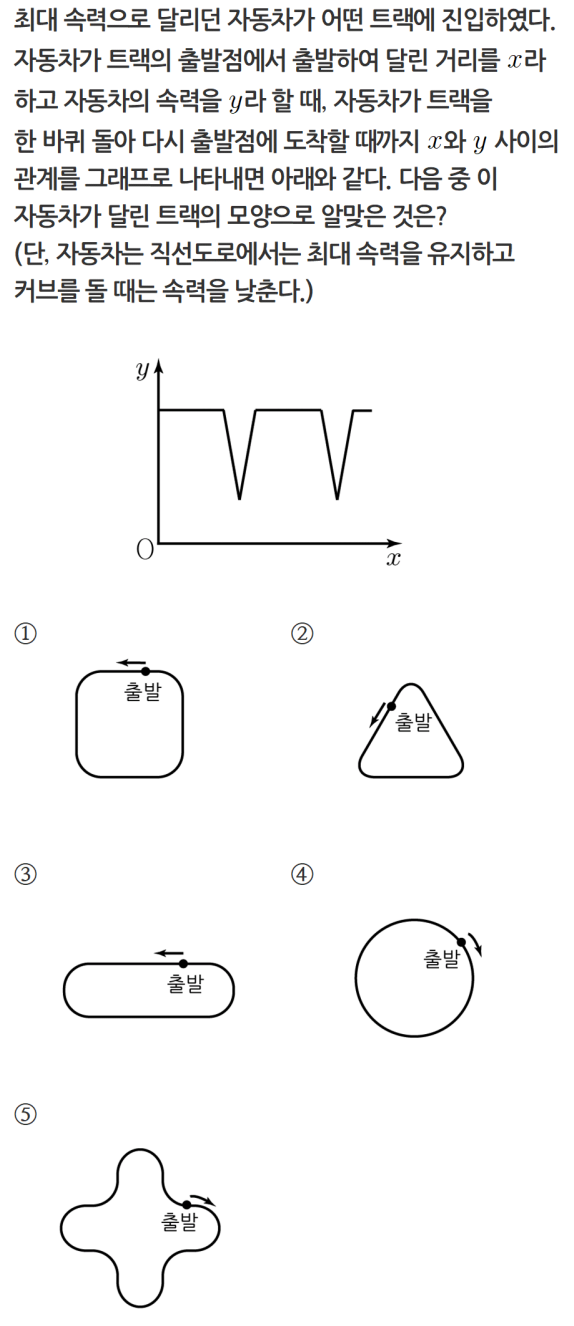 최대 속력으로 달리던 자동차가 어떤 트랙에 진입하였다.
자동차가 트랙의 출발점에서 출발하여 달린 거리를 x라
하고 자동차의 속력을 y라 할 때, 자동차가 트랙을
한 바퀴 돌아 다시 출발점에 도착할 때까지 x와 y 사이의
관계를 그래프로 나타내면 아래와 같다. 다음 중 이
자동차가 달린 트랙의 모양으로 알맞은 것은?
(단, 자동차는 직선도로에서는 최대 속력을 유지하고
커브를 돌 때는 속력을 낮춘다.)
y
O
x
① ②
출발
출발
③ ④
출발
출발
⑤
출발